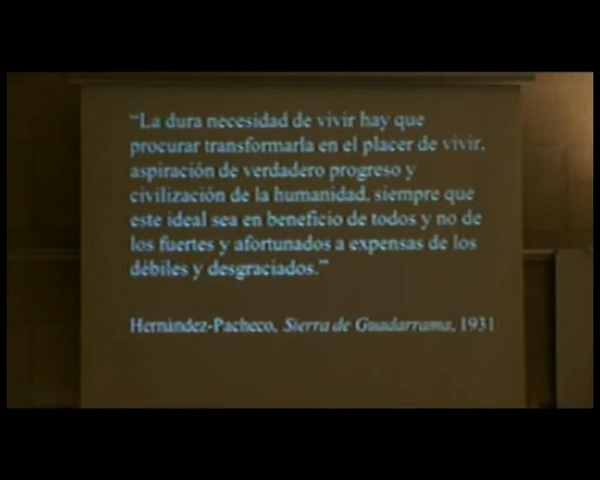 “La dura necesidad de vivir hay que
procurar transformarla en el placer de vivir,
aspiración de verdadero progreso y
civilización de la humanidad, siempre que
este ideal sea en beneficio de todos y no de
los fuertes y afortunados a expensas de los
débiles y desgraciados.”
Hernández-Pacheco, Sierra de Guadarrama, 1931